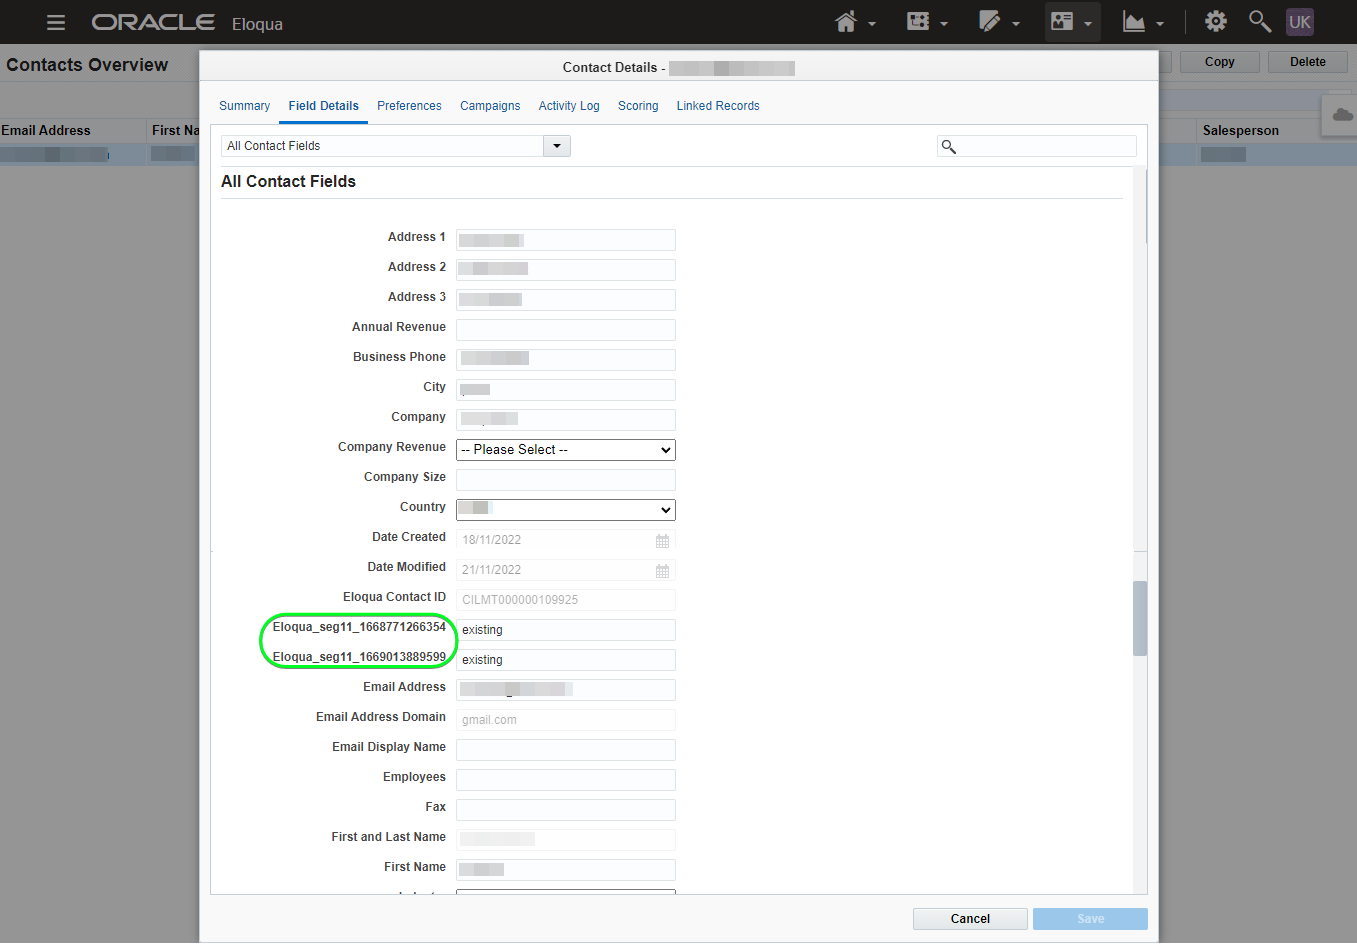 ORACLE Eloqua
UK
Contacts Overview
Copy
Delete
Contact Details -
Summary
Field Details
Preferences
Campaigns
Activity Log
Scoring
Linked Records
Email Address
First Na
Salesperson
All Contact Fields
All Contact Fields
Address 1
Address 2
Address 3
Annual Revenue
Business Phone
City
Company
Company Revenue -- Please Select --
Company Size
Country
Date Created 18/11/2022
Date Modified 21/11/2022
Eloqua Contact ID CILMT000000109925
Eloqua_seg11_1668771266354 existing
Eloqua_seg11_1669013889599 existing
Email Address
Email Address Domain gmail.com
Email Display Name
Employees
Fax
First and Last Name
First Name
Cancel
Save